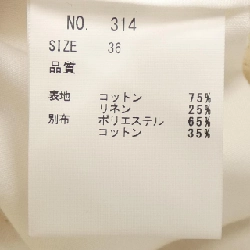 NO. 314
SIZE 36
品質
表地 コットン 75%
リネン 25%
別布 ポリエステル 65%
コットン 35%